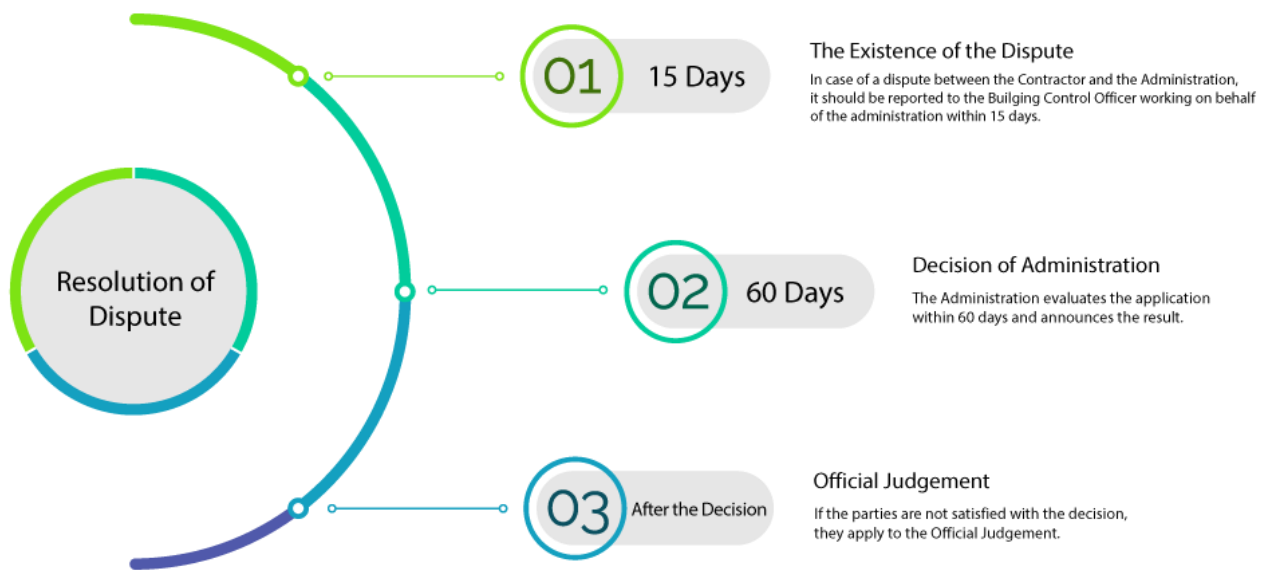 Resolution of
Dispute
01
15 Days
The Existence of the Dispute
In case of a dispute between the Contractor and the Administration,
it should be reported to the Builging Control Officer working on behalf
of the administration within 15 days.
02
60 Days
Decision of Administration
The Administration evaluates the application
within 60 days and announces the result.
03
After the Decision
Official Judgement
If the parties are not satisfied with the decision,
they apply to the Official Judgement.